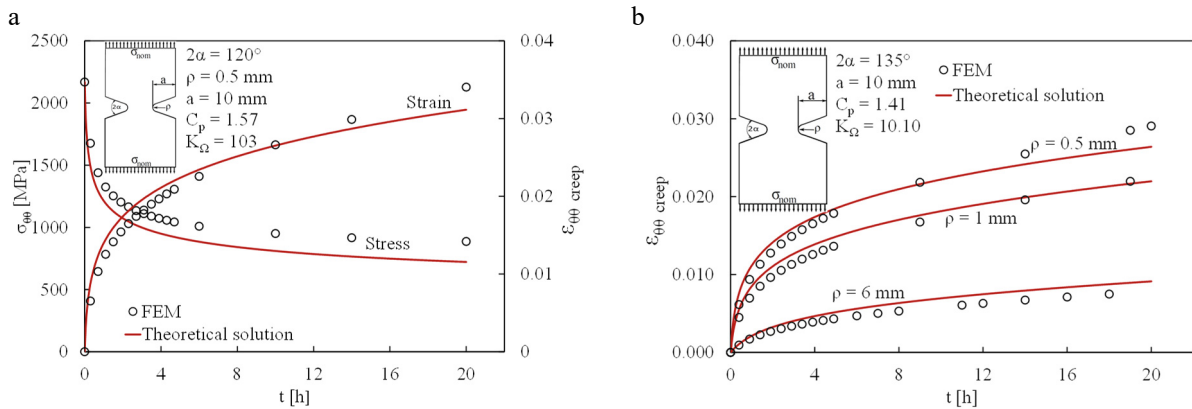 a
2500
2000
1500
1000
500
0
σθθ [MPa]
0.04
0.03
0.02
0.01
0
εθθ creep
0 4 8 12 16 20
t [h]
σnom
a
2α
ρ
σnom
2α = 120°
ρ = 0.5 mm
a = 10 mm
Cp = 1.57
KΩ = 103
Strain
Stress
FEM
Theoretical solution
b
0.040
0.030
0.020
0.010
0.000
εθθ creep
0 4 8 12 16 20
t [h]
σnom
a
2α
ρ
σnom
2α = 135°
a = 10 mm
Cp = 1.41
KΩ = 10.10
FEM
Theoretical solution
ρ = 0.5 mm
ρ = 1 mm
ρ = 6 mm